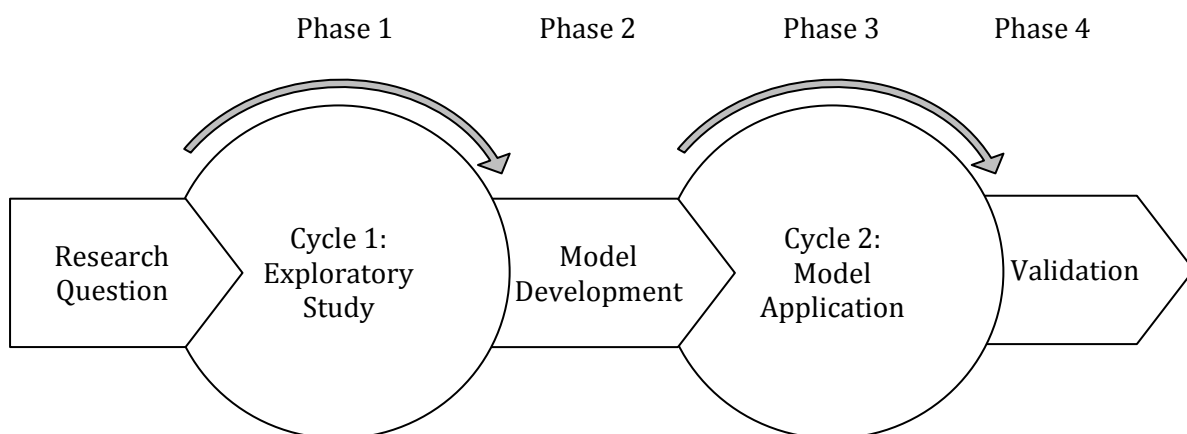 Phase 1
Phase 2
Phase 3
Phase 4
Research
Question
Cycle 1:
Exploratory
Study
Model
Development
Cycle 2:
Model
Application
Validation